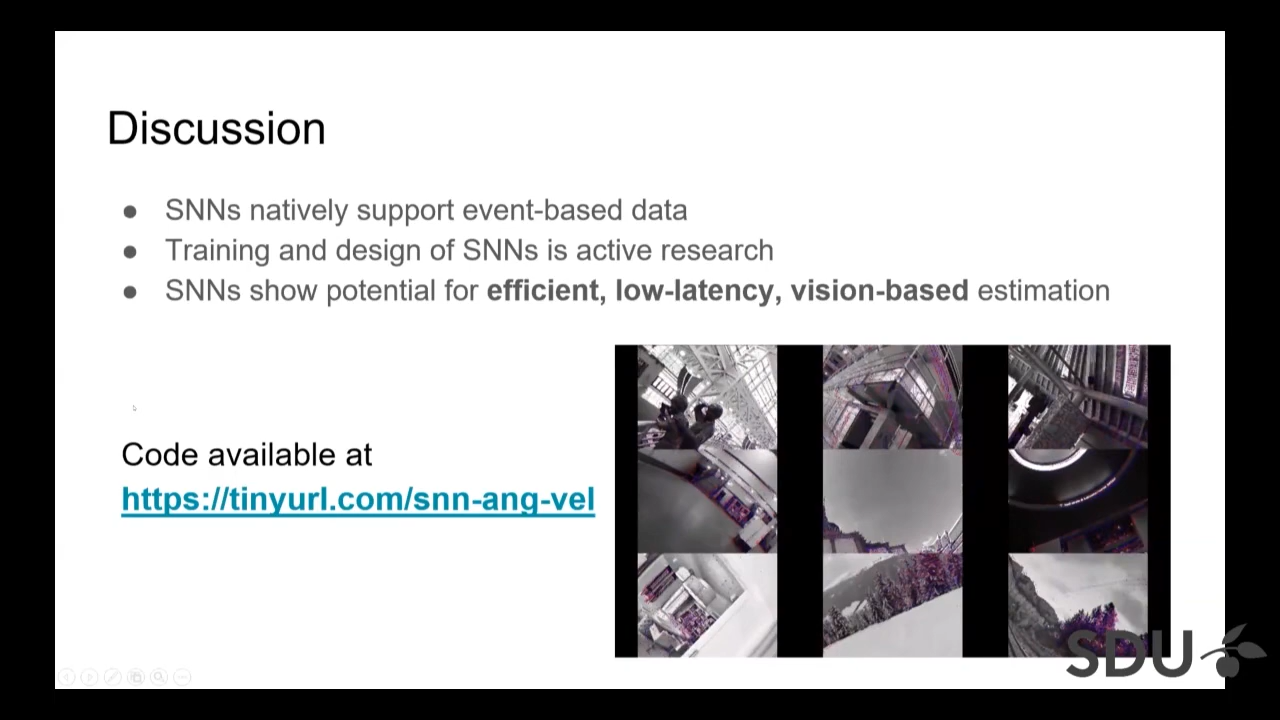 Discussion
● SNNs natively support event-based data
● Training and design of SNNs is active research
● SNNs show potential for efficient, low-latency, vision-based estimation
Code available at
https://tinyurl.com/snn-ang-vel
SDU